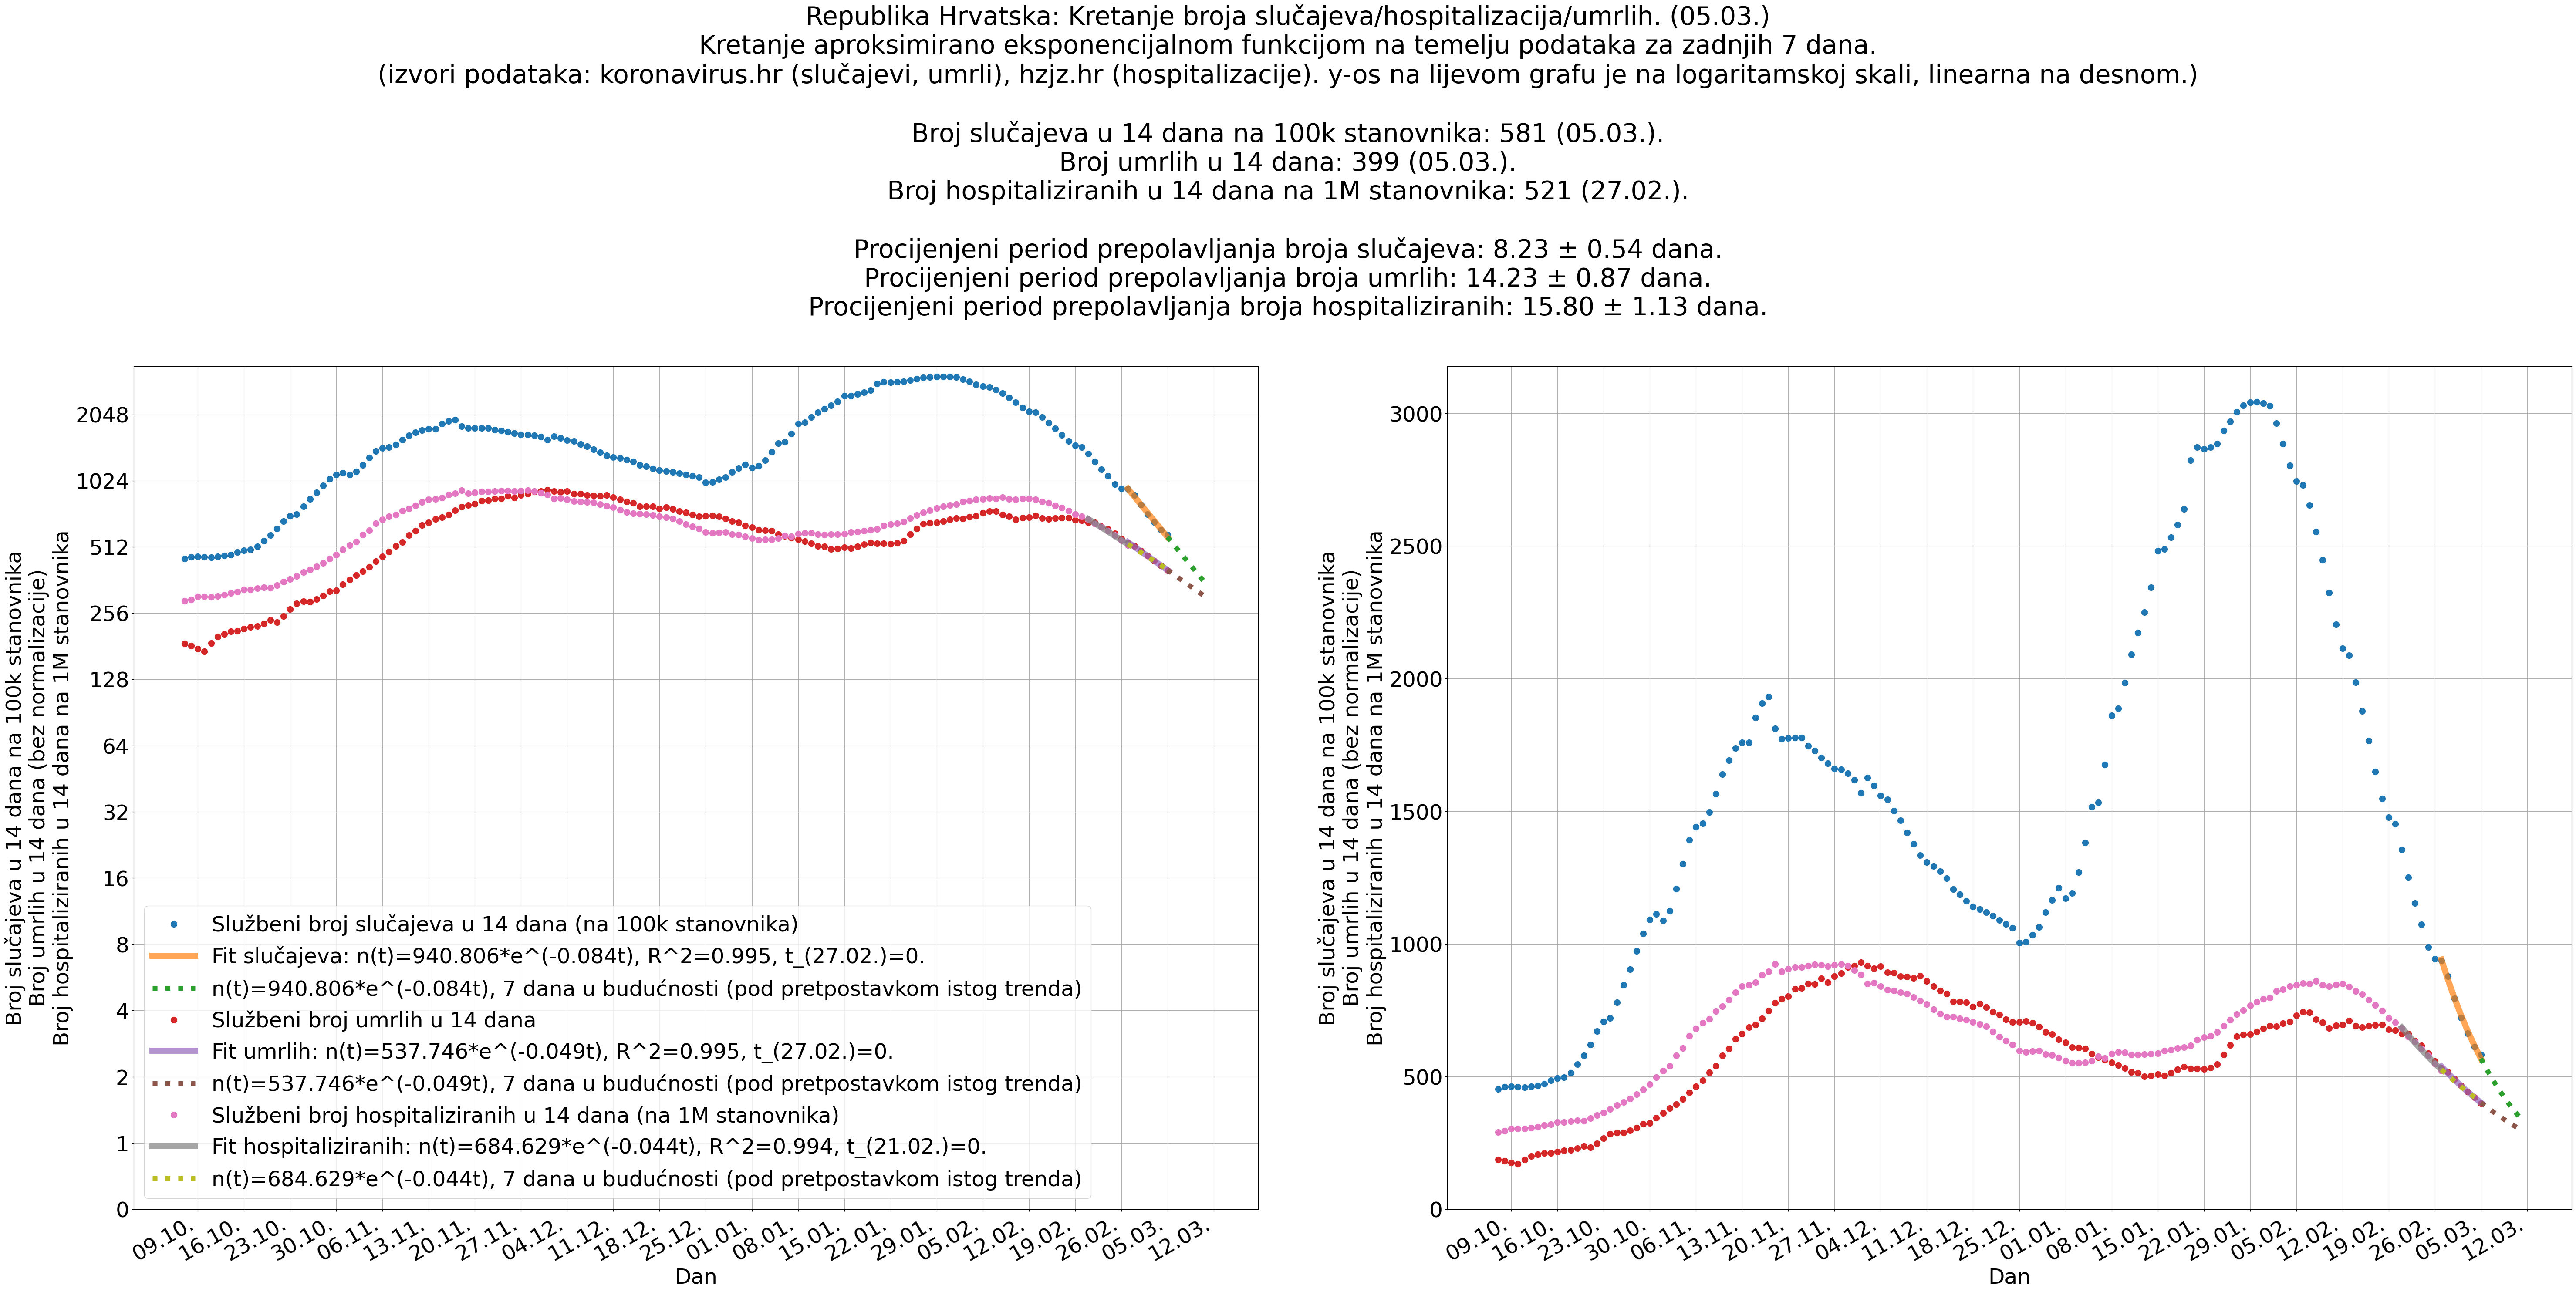 Republika Hrvatska: Kretanje broja slučajeva/hospitalizacija/umrlih. (05.03.)
Kretanje aproksimirano eksponencijalnom funkcijom na temelju podataka za zadnjih 7 dana.
(izvori podataka: koronavirus.hr (slučajevi, umrli), hzjz.hr (hospitalizacije). y-os na lijevom grafu je na logaritamskoj skali, linearna na desnom.)
Broj slučajeva u 14 dana na 100k stanovnika: 581 (05.03.).
Broj umrlih u 14 dana: 399 (05.03.).
Broj hospitaliziranih u 14 dana na 1M stanovnika: 521 (27.02.).
Procijenjeni period prepolavljanja broja slučajeva: 8.23 ± 0.54 dana.
Procijenjeni period prepolavljanja broja umrlih: 14.23 ± 0.87 dana.
Procijenjeni period prepolavljanja broja hospitaliziranih: 15.80 ± 1.13 dana.
Broj slučajeva u 14 dana na 100k stanovnika
Broj umrlih u 14 dana (bez normalizacije)
Broj hospitaliziranih u 14 dana na 1M stanovnika
2048
1024
512
256
128
64
32
16
8
4
2
1
0
Službeni broj slučajeva u 14 dana (na 100k stanovnika)
Fit slučajeva: n(t)=940.806*e^(-0.084t), R^2=0.995, t_(27.02.)=0.
n(t)=940.806*e^(-0.084t), 7 dana u budućnosti (pod pretpostavkom istog trenda)
Službeni broj umrlih u 14 dana
Fit umrlih: n(t)=537.746*e^(-0.049t), R^2=0.995, t_(27.02.)=0.
n(t)=537.746*e^(-0.049t), 7 dana u budućnosti (pod pretpostavkom istog trenda)
Službeni broj hospitaliziranih u 14 dana (na 1M stanovnika)
Fit hospitaliziranih: n(t)=684.629*e^(-0.044t), R^2=0.994, t_(21.02.)=0.
n(t)=684.629*e^(-0.044t), 7 dana u budućnosti (pod pretpostavkom istog trenda)
09.10. 16.10. 23.10. 30.10. 06.11. 13.11. 20.11. 27.11. 04.12. 11.12. 18.12. 25.12. 01.01. 08.01. 15.01. 22.01. 29.01. 05.02. 12.02. 19.02. 26.02. 05.03. 12.03.
Dan
Broj slučajeva u 14 dana na 100k stanovnika
Broj umrlih u 14 dana (bez normalizacije)
Broj hospitaliziranih u 14 dana na 1M stanovnika
3000
2500
2000
1500
1000
500
0
09.10. 16.10. 23.10. 30.10. 06.11. 13.11. 20.11. 27.11. 04.12. 11.12. 18.12. 25.12. 01.01. 08.01. 15.01. 22.01. 29.01. 05.02. 12.02. 19.02. 26.02. 05.03. 12.03.
Dan